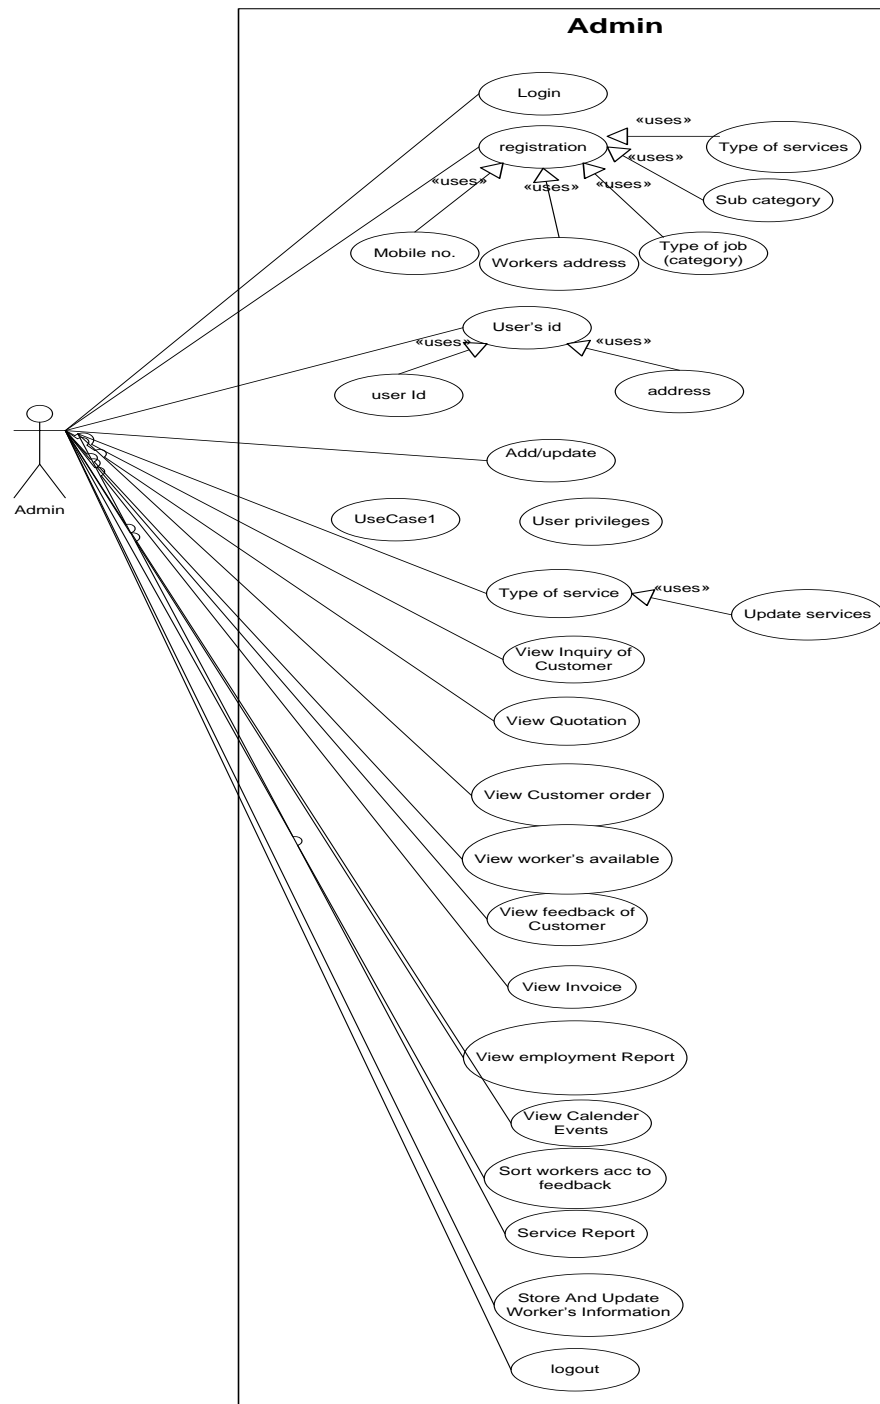 Admin
Login
«uses»
registration
Type of services
«uses»
«uses»
«uses»
«uses»
Sub category
Mobile no.
Workers address
Type of job
(category)
User's id
«uses»
«uses»
user Id
address
Admin
Add/update
UseCase1
User privileges
Type of service
«uses»
Update services
View Inquiry of
Customer
View Quotation
View Customer order
View worker's available
View feedback of
Customer
View Invoice
View employment Report
View Calender
Events
Sort workers acc to
feedback
Service Report
Store And Update
Worker's Information
logout